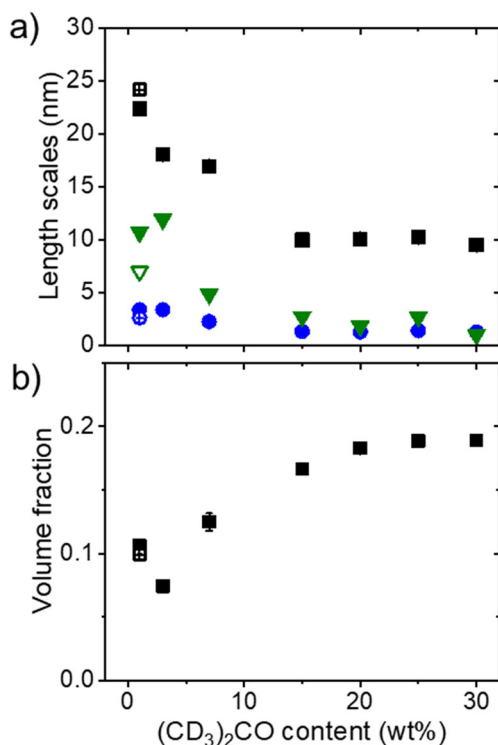 a)
30
25
20
15
10
5
0
Length scales (nm)
b)
0.2
0.1
0.0
Volume fraction
0
10
20
30
(CD₃)₂CO content (wt%)